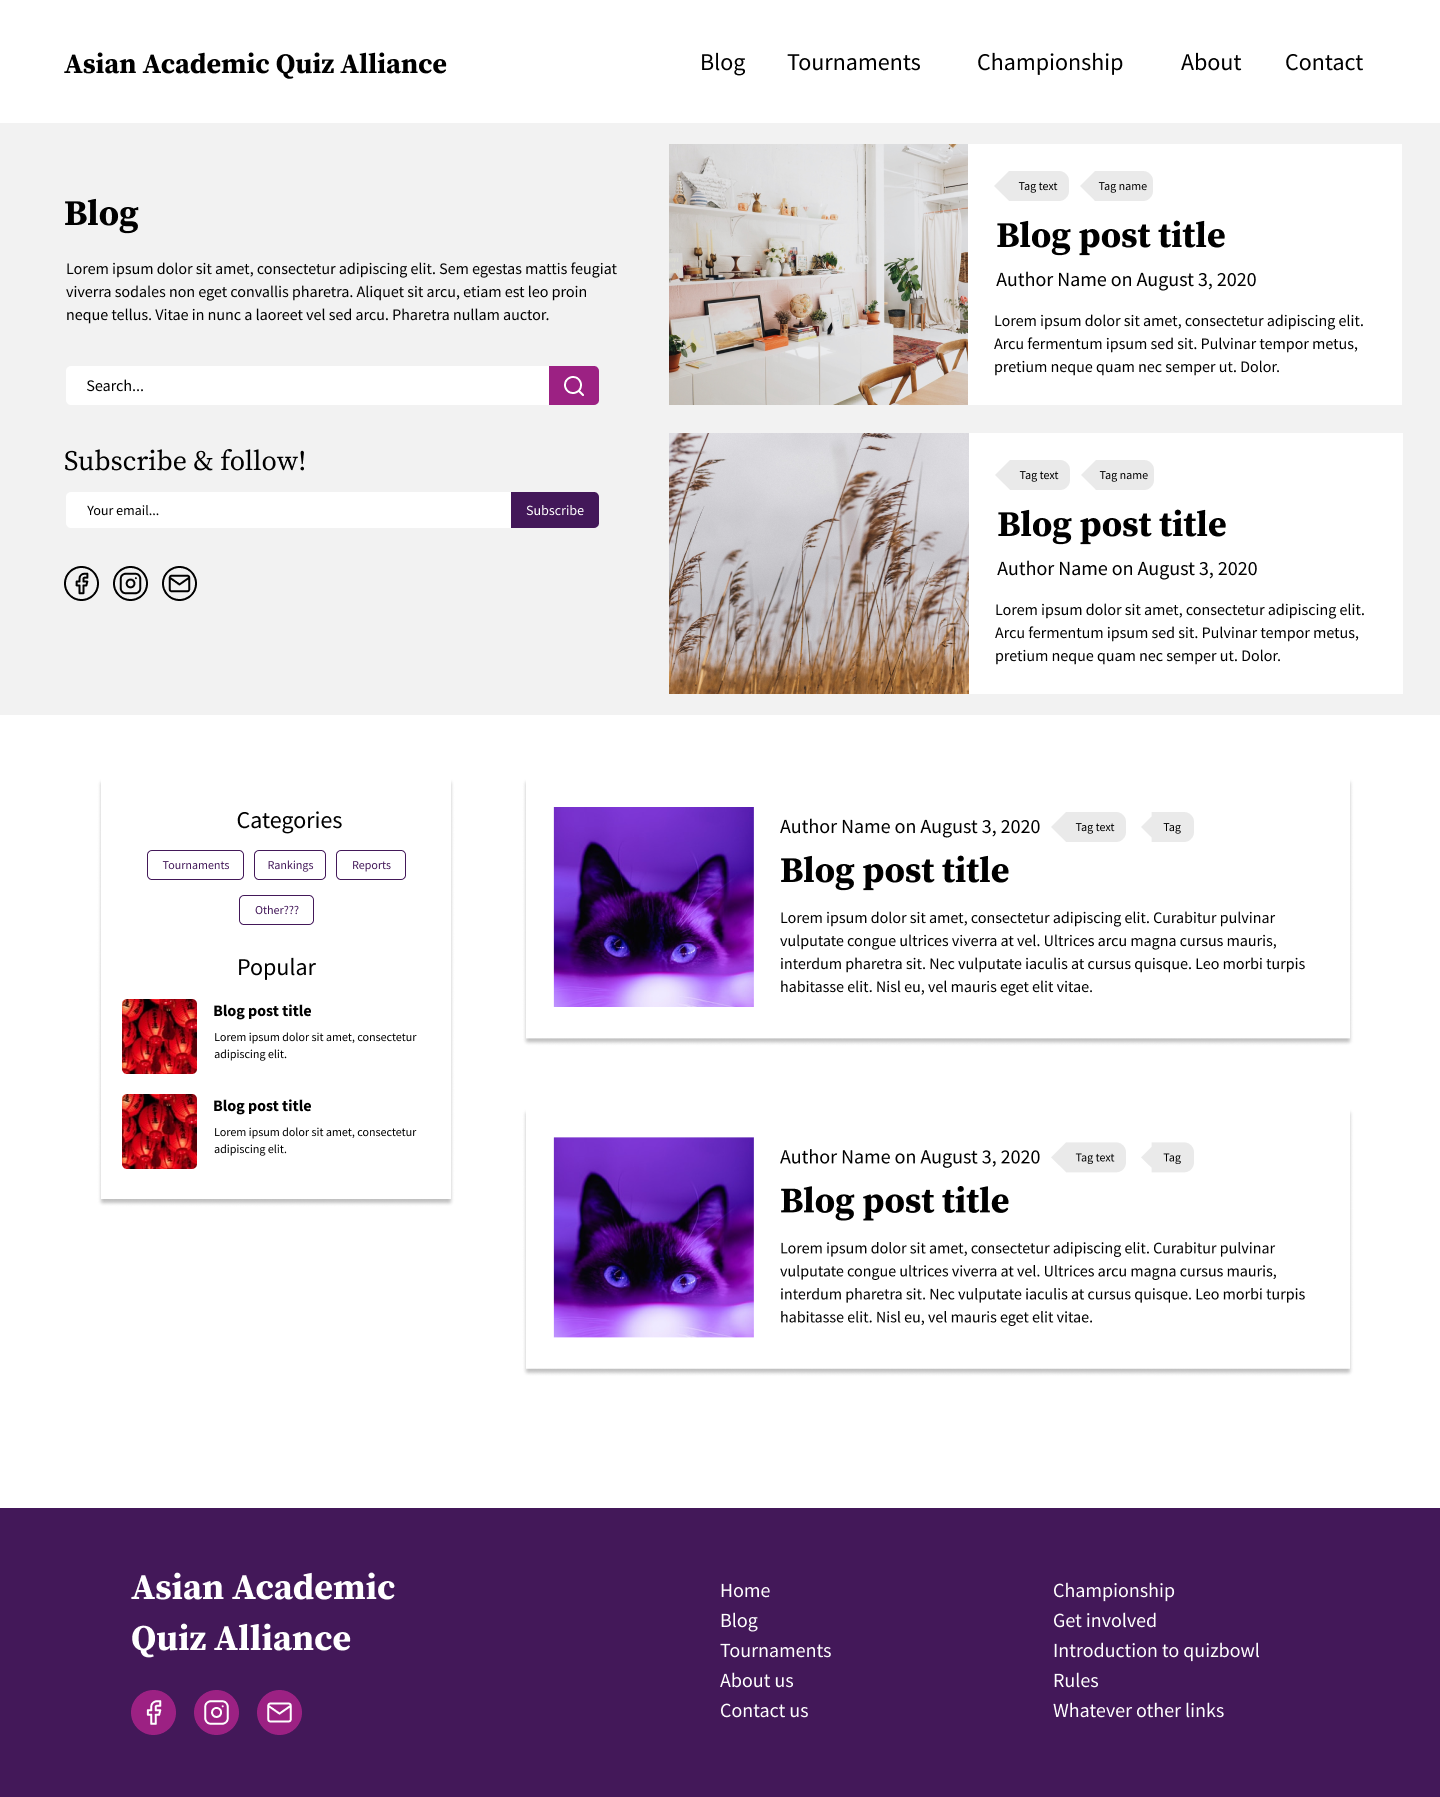 Asian Academic Quiz Alliance
Blog
Tournaments
Championship
About
Contact
Blog
Lorem ipsum dolor sit amet, consectetur adipiscing elit. Sem egestas mattis feugiat
viverra sodales non eget convallis pharetra. Aliquet sit arcu, etiam est leo proin
neque tellus. Vitae in nunc a laoreet vel sed arcu. Pharetra nullam auctor.
Search...
Subscribe & follow!
Your email...
Subscribe
Tag text
Tag name
Blog post title
Author Name on August 3, 2020
Lorem ipsum dolor sit amet, consectetur adipiscing elit.
Arcu fermentum ipsum sed sit. Pulvinar tempor metus,
pretium neque quam nec semper ut. Dolor.
Tag text
Tag name
Blog post title
Author Name on August 3, 2020
Lorem ipsum dolor sit amet, consectetur adipiscing elit.
Arcu fermentum ipsum sed sit. Pulvinar tempor metus,
pretium neque quam nec semper ut. Dolor.
Categories
Tournaments
Rankings
Reports
Other???
Popular
Blog post title
Lorem ipsum dolor sit amet, consectetur
adipiscing elit.
Blog post title
Lorem ipsum dolor sit amet, consectetur
adipiscing elit.
Author Name on August 3, 2020
Tag text
Tag
Blog post title
Lorem ipsum dolor sit amet, consectetur adipiscing elit. Curabitur pulvinar
vulputate congue ultrices viverra at vel. Ultrices arcu magna cursus mauris,
interdum pharetra sit. Nec vulputate iaculis at cursus quisque. Leo morbi turpis
habitasse elit. Nisl eu, vel mauris eget elit vitae.
Author Name on August 3, 2020
Tag text
Tag
Blog post title
Lorem ipsum dolor sit amet, consectetur adipiscing elit. Curabitur pulvinar
vulputate congue ultrices viverra at vel. Ultrices arcu magna cursus mauris,
interdum pharetra sit. Nec vulputate iaculis at cursus quisque. Leo morbi turpis
habitasse elit. Nisl eu, vel mauris eget elit vitae.
Asian Academic
Quiz Alliance
Home
Blog
Tournaments
About us
Contact us
Championship
Get involved
Introduction to quizbowl
Rules
Whatever other links